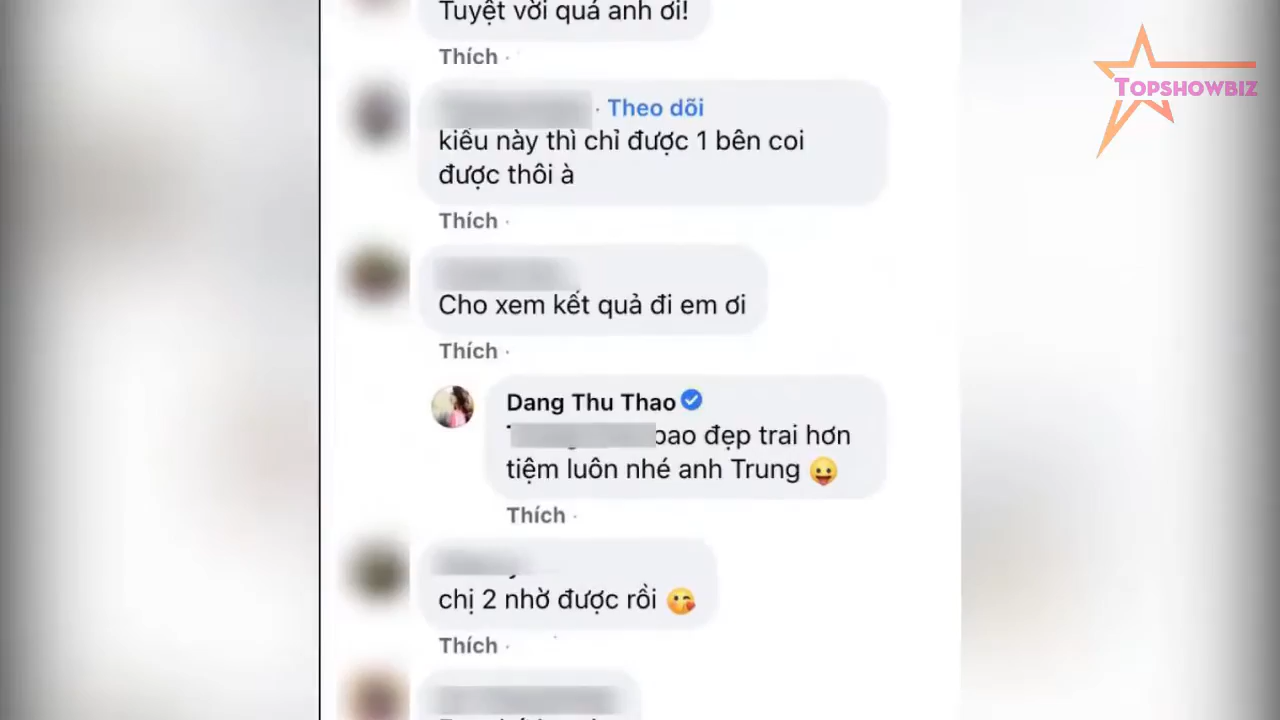 Tuyệt vời quá anh ơi!
Thích ·
TOPSHOWBIZ
· Theo dõi
kiểu này thì chỉ được 1 bên coi
được thôi à
Thích ·
Cho xem kết quả đi em ơi
Thích ·
Dang Thu Thao
bao đẹp trai hơn
tiệm luôn nhé anh Trung 😛
Thích ·
chị 2 nhờ được rồi 😘
Thích ·